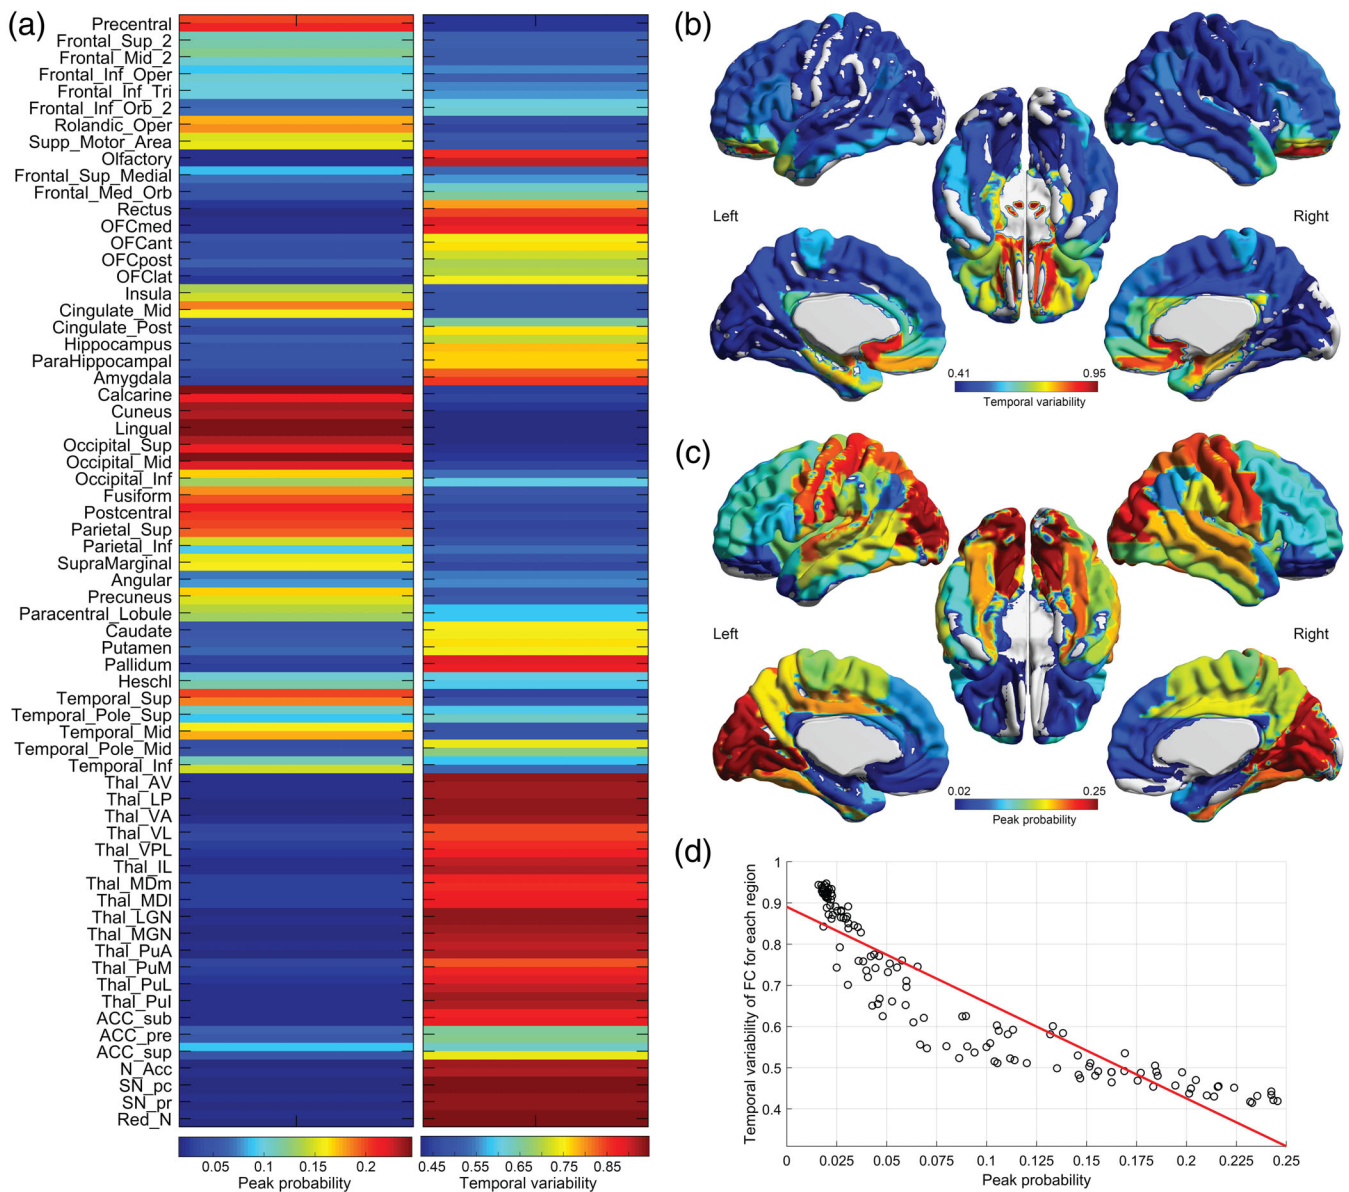 (a)
Precentral
Frontal_Sup_2
Frontal_Mid_2
Frontal_Inf_Oper
Frontal_Inf_Tri
Frontal_Inf_Orb_2
Rolandic_Oper
Supp_Motor_Area
Olfactory
Frontal_Sup_Medial
Frontal_Med_Orb
Rectus
OFCmed
OFCant
OFCpost
OFClat
Insula
Cingulate_Mid
Cingulate_Post
Hippocampus
ParaHippocampal
Amygdala
Calcarine
Cuneus
Lingual
Occipital_Sup
Occipital_Mid
Occipital_Inf
Fusiform
Postcentral
Parietal_Sup
Parietal_Inf
SupraMarginal
Angular
Precuneus
Paracentral_Lobule
Caudate
Putamen
Pallidum
Heschl
Temporal_Sup
Temporal_Pole_Sup
Temporal_Mid
Temporal_Pole_Mid
Temporal_Inf
Thal_AV
Thal_LP
Thal_VA
Thal_VL
Thal_VPL
Thal_IL
Thal_MDm
Thal_MDl
Thal_LGN
Thal_MGN
Thal_PuA
Thal_PuM
Thal_PuL
Thal_PuI
ACC_sub
ACC_pre
ACC_sup
N_Acc
SN_pc
SN_pr
Red_N
0.05 0.1 0.15 0.2
Peak probability
0.45 0.55 0.65 0.75 0.85
Temporal variability
(b)
Left Right
0.41 0.95
Temporal variability
(c)
Left Right
0.02 0.25
Peak probability
(d)
Temporal variability of FC for each region
1
0.9
0.8
0.7
0.6
0.5
0.4
0 0.025 0.05 0.075 0.1 0.125 0.15 0.175 0.2 0.225 0.25
Peak probability